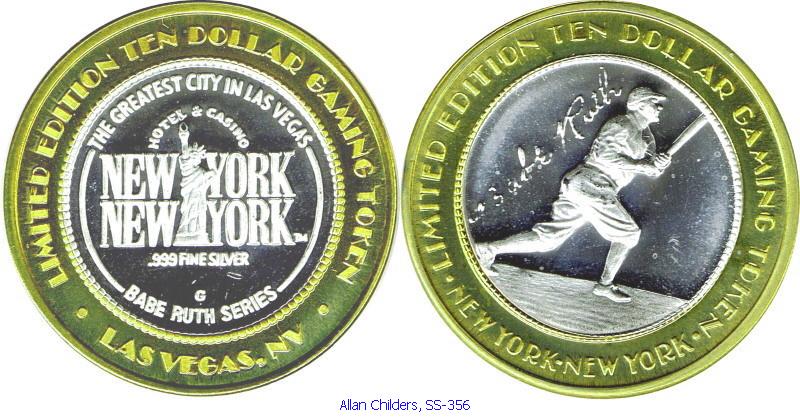 LIMITED EDITION TEN DOLLAR GAMING TOKEN
• LAS VEGAS, NV •
THE GREATEST CITY IN LAS VEGAS
HOTEL & CASINO
NEW YORK
NEW YORK™
.999 FINE SILVER
G
BABE RUTH SERIES
LIMITED EDITION TEN DOLLAR GAMING TOKEN
•NEW YORK•NEW YORK•
Babe Ruth
Allan Childers, SS-356